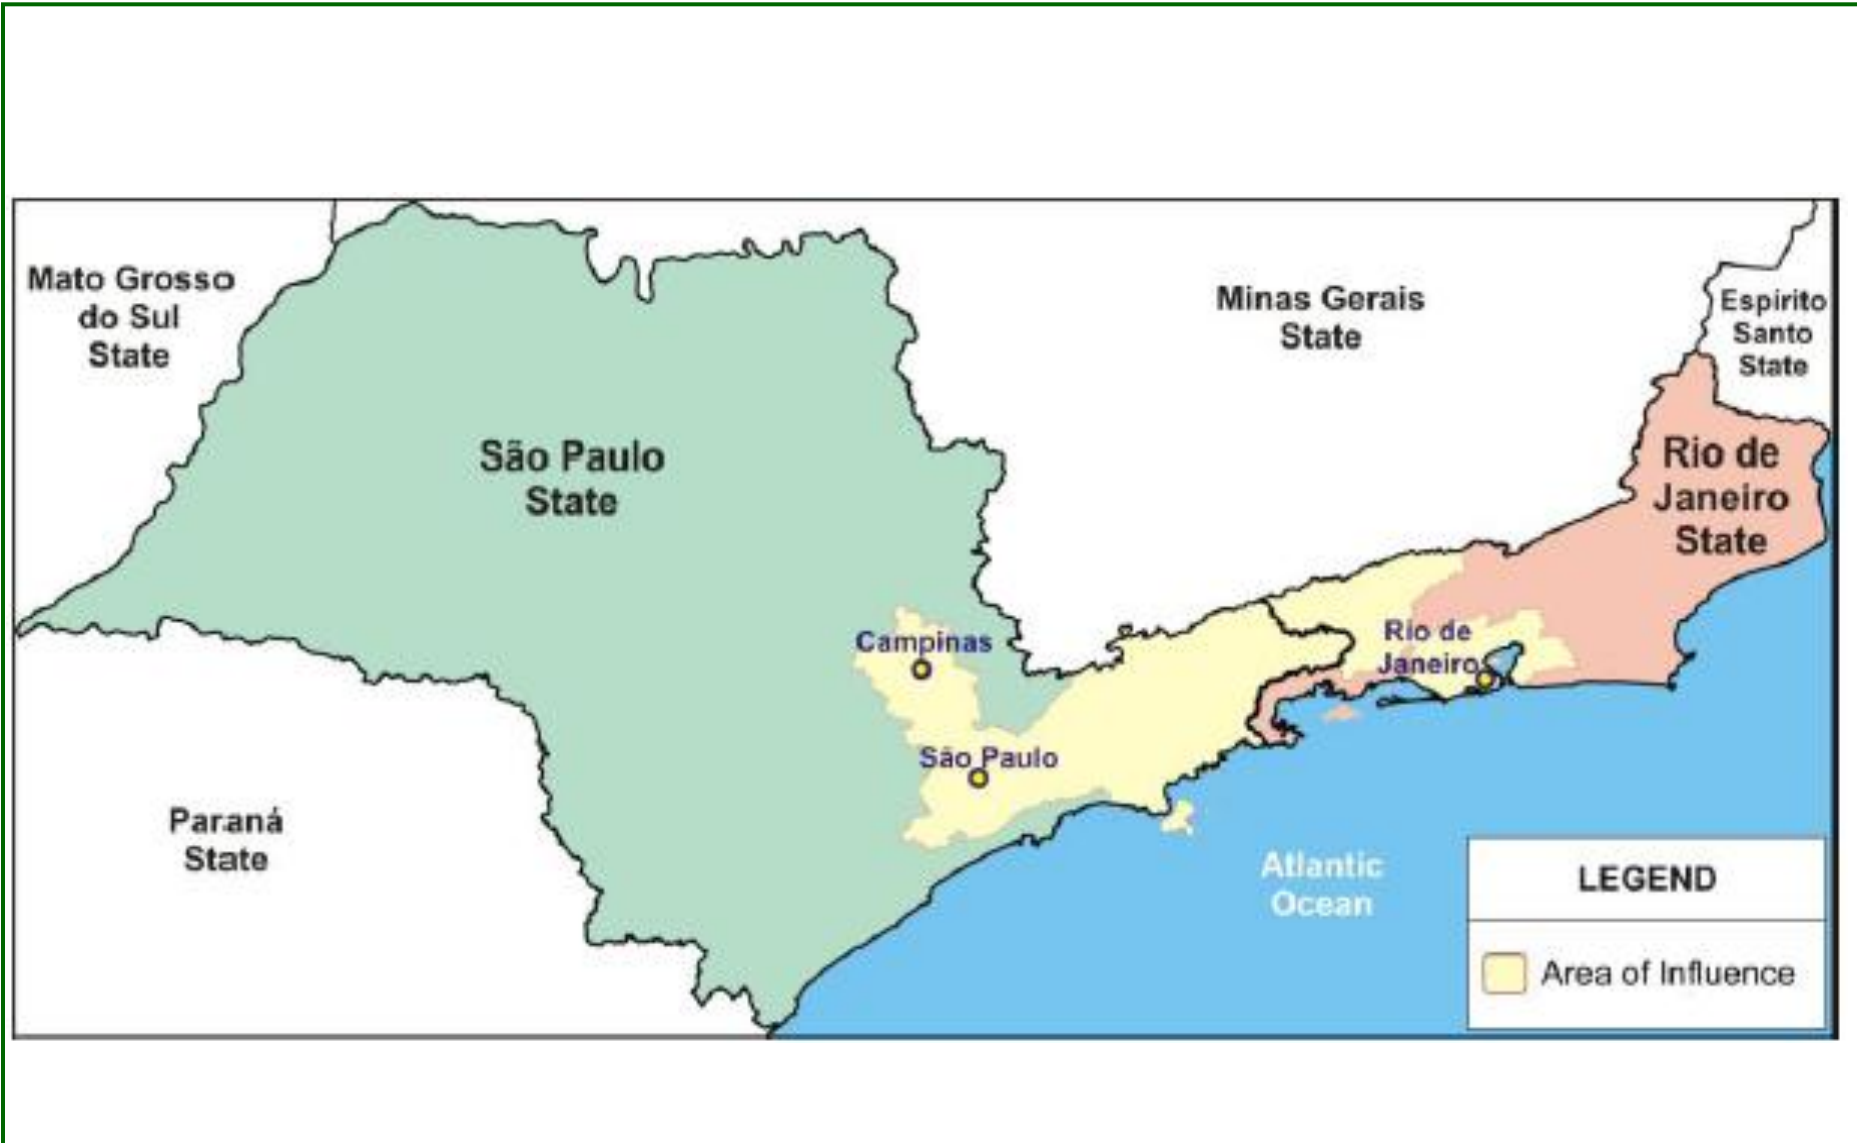 Mato Grosso
do Sul
State
Minas Gerais
State
Espirito
Santo
State
São Paulo
State
Rio de
Janeiro
State
Campinas
Rio de
Janeiro
São Paulo
Paraná
State
Atlantic
Ocean
LEGEND
Area of Influence